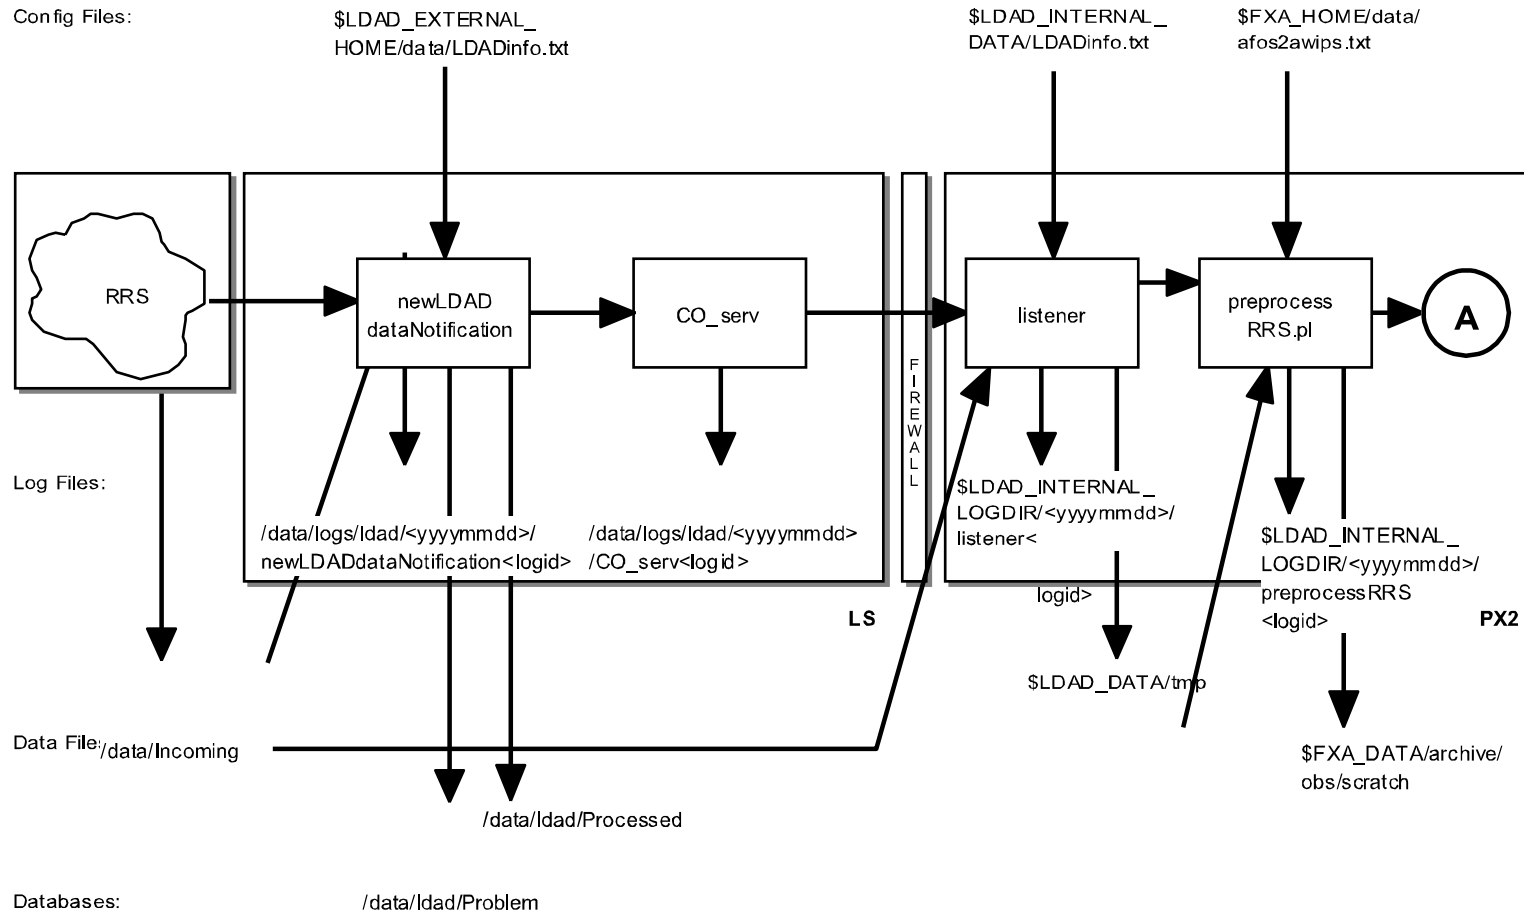 Config Files:
$LDAD_EXTERNAL_
HOME/data/LDADinfo.txt
$LDAD_INTERNAL_
DATA/LDADinfo.txt
$FXA_HOME/data/
afos2awips.txt
RRS
newLDAD
dataNotification
CO_serv
FIREWALL
listener
preprocess
RRS.pl
A
Log Files:
/data/logs/ldad/<yyyymmdd>/
newLDADdataNotification<logid>
/data/logs/ldad/<yyyymmdd>
/CO_serv<logid>
$LDAD_INTERNAL_
LOGDIR/<yyyymmdd>/
listener<
logid>
$LDAD_INTERNAL_
LOGDIR/<yyyymmdd>/
preprocessRRS
<logid>
LS
PX2
$LDAD_DATA/tmp
Data File
/data/Incoming
$FXA_DATA/archive/
obs/scratch
/data/ldad/Processed
Databases:
/data/ldad/Problem